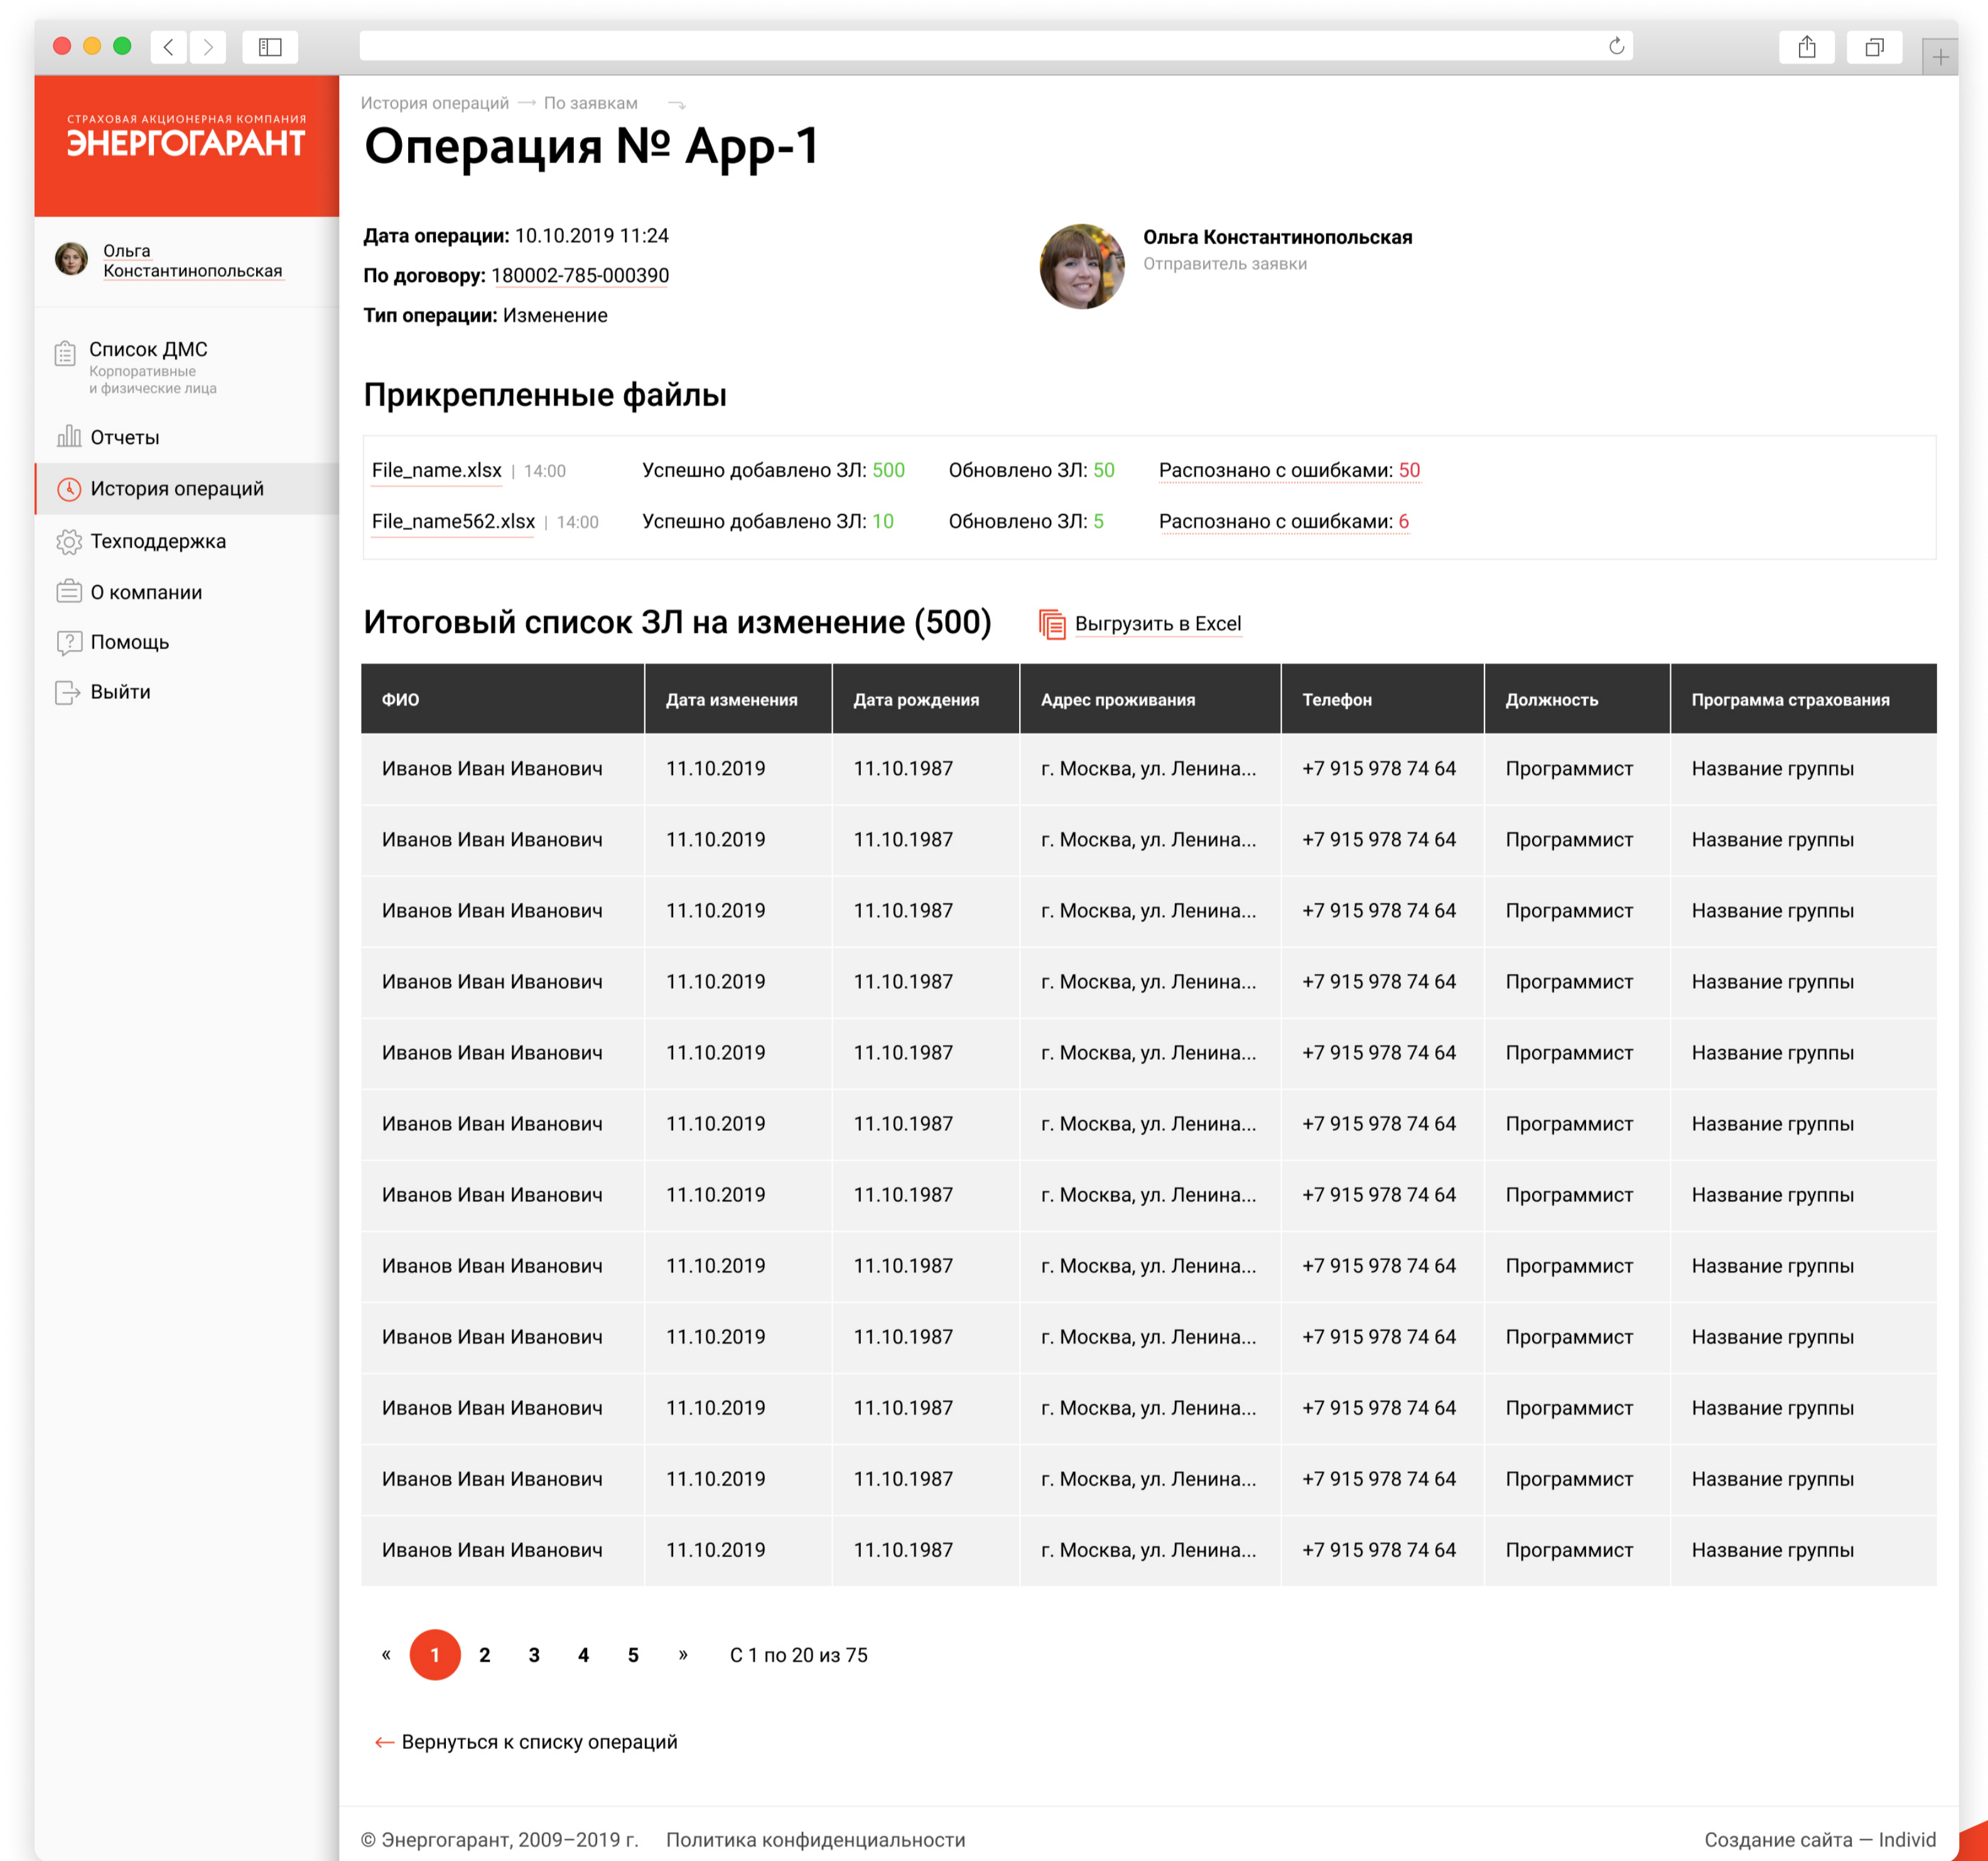 СТРАХОВАЯ АКЦИОНЕРНАЯ КОМПАНИЯ
ЭНЕРГОГАРАНТ
Ольга
Константинопольская
Список ДМС
Корпоративные
и физические лица
Отчеты
История операций
Техподдержка
О компании
Помощь
Выйти
История операций → По заявкам
Операция № App-1
Дата операции: 10.10.2019 11:24
По договору: 180002-785-000390
Тип операции: Изменение
Ольга Константинопольская
Отправитель заявки
Прикрепленные файлы
File_name.xlsx | 14:00 Успешно добавлено ЗЛ: 500 Обновлено ЗЛ: 50 Распознано с ошибками: 50
File_name562.xlsx | 14:00 Успешно добавлено ЗЛ: 10 Обновлено ЗЛ: 5 Распознано с ошибками: 6
Итоговый список ЗЛ на изменение (500) Выгрузить в Excel
ФИО Дата изменения Дата рождения Адрес проживания Телефон Должность Программа страхования
Иванов Иван Иванович 11.10.2019 11.10.1987 г. Москва, ул. Ленина... +7 915 978 74 64 Программист Название группы
Иванов Иван Иванович 11.10.2019 11.10.1987 г. Москва, ул. Ленина... +7 915 978 74 64 Программист Название группы
Иванов Иван Иванович 11.10.2019 11.10.1987 г. Москва, ул. Ленина... +7 915 978 74 64 Программист Название группы
Иванов Иван Иванович 11.10.2019 11.10.1987 г. Москва, ул. Ленина... +7 915 978 74 64 Программист Название группы
Иванов Иван Иванович 11.10.2019 11.10.1987 г. Москва, ул. Ленина... +7 915 978 74 64 Программист Название группы
Иванов Иван Иванович 11.10.2019 11.10.1987 г. Москва, ул. Ленина... +7 915 978 74 64 Программист Название группы
Иванов Иван Иванович 11.10.2019 11.10.1987 г. Москва, ул. Ленина... +7 915 978 74 64 Программист Название группы
Иванов Иван Иванович 11.10.2019 11.10.1987 г. Москва, ул. Ленина... +7 915 978 74 64 Программист Название группы
Иванов Иван Иванович 11.10.2019 11.10.1987 г. Москва, ул. Ленина... +7 915 978 74 64 Программист Название группы
Иванов Иван Иванович 11.10.2019 11.10.1987 г. Москва, ул. Ленина... +7 915 978 74 64 Программист Название группы
Иванов Иван Иванович 11.10.2019 11.10.1987 г. Москва, ул. Ленина... +7 915 978 74 64 Программист Название группы
Иванов Иван Иванович 11.10.2019 11.10.1987 г. Москва, ул. Ленина... +7 915 978 74 64 Программист Название группы
« 1 2 3 4 5 » С 1 по 20 из 75
← Вернуться к списку операций
© Энергогарант, 2009–2019 г. Политика конфиденциальности Создание сайта — Individ